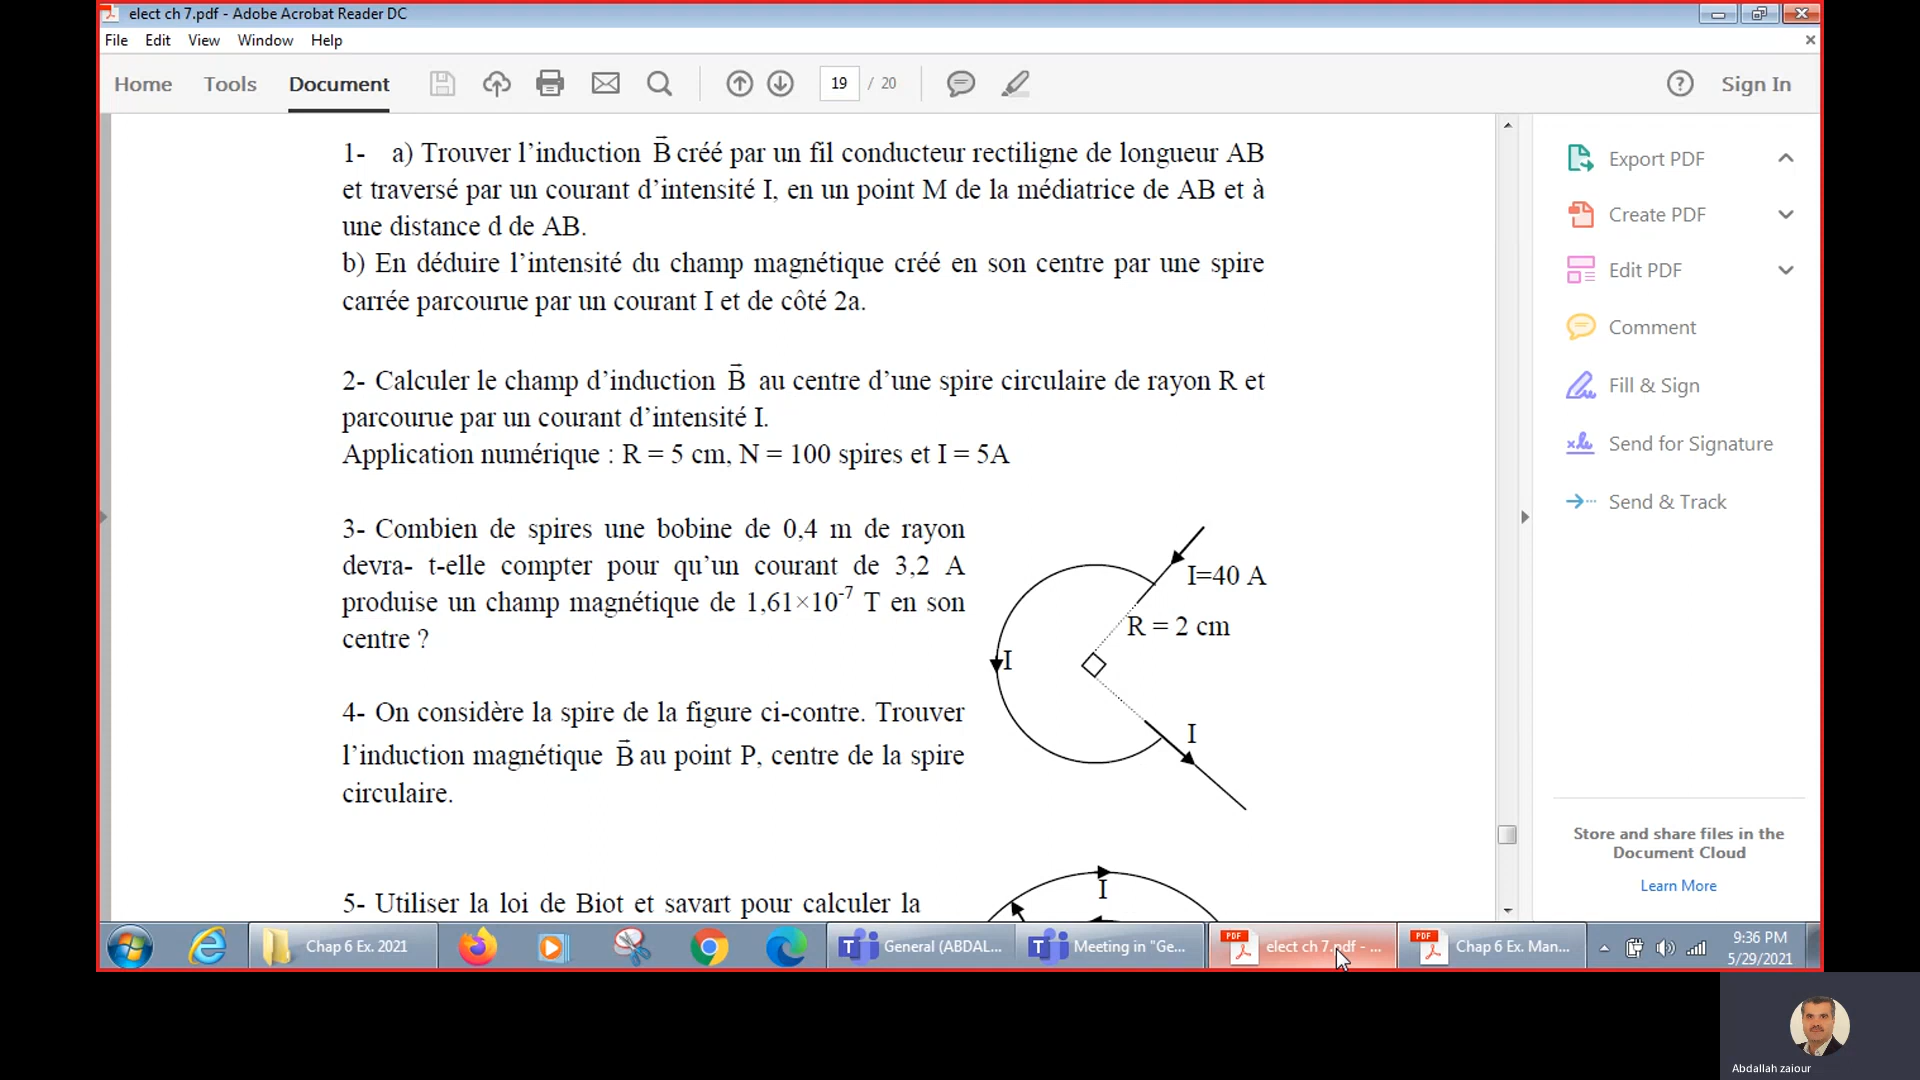 elect ch 7.pdf - Adobe Acrobat Reader DC
File Edit View Window Help
Home Tools Document 19 / 20 Sign In
1- a) Trouver l’induction B⃗ créé par un fil conducteur rectiligne de longueur AB
et traversé par un courant d’intensité I, en un point M de la médiatrice de AB et à
une distance d de AB.
b) En déduire l’intensité du champ magnétique créé en son centre par une spire
carrée parcourue par un courant I et de côté 2a.
2- Calculer le champ d’induction B⃗ au centre d’une spire circulaire de rayon R et
parcourue par un courant d’intensité I.
Application numérique : R = 5 cm, N = 100 spires et I = 5A
3- Combien de spires une bobine de 0,4 m de rayon
devra- t-elle compter pour qu’un courant de 3,2 A
produise un champ magnétique de 1,61×10⁻⁷ T en son
centre ?
I=40 A
R = 2 cm
I
I
4- On considère la spire de la figure ci-contre. Trouver
l’induction magnétique B⃗ au point P, centre de la spire
circulaire.
5- Utiliser la loi de Biot et savart pour calculer la
I
Export PDF
Create PDF
Edit PDF
Comment
Fill & Sign
Send for Signature
Send & Track
Store and share files in the
Document Cloud
Learn More
Chap 6 Ex. 2021
General (ABDAL...
Meeting in "Ge...
elect ch 7.pdf - ...
Chap 6 Ex. Man...
9:36 PM
5/29/2021
Abdallah zaiour